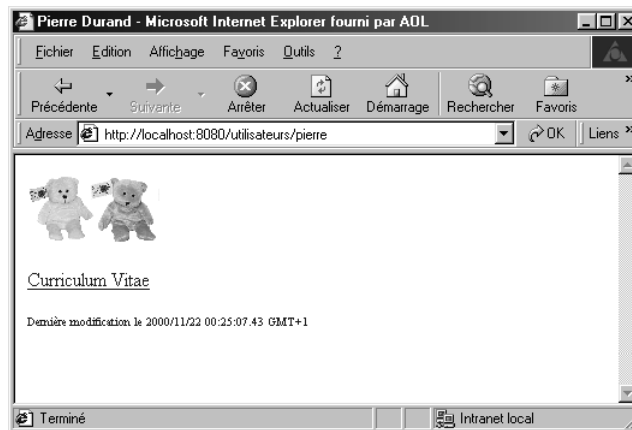 Pierre Durand - Microsoft Internet Explorer fourni par AOL
Fichier Edition Affichage Favoris Outils ?
Précédente Suivante Arrêter Actualiser Démarrage Rechercher Favoris »
Adresse http://localhost:8080/utilisateurs/pierre OK Liens »
Curriculum Vitae
Dernière modification le 2000/11/22 00:25:07.43 GMT+1
Terminé Intranet local